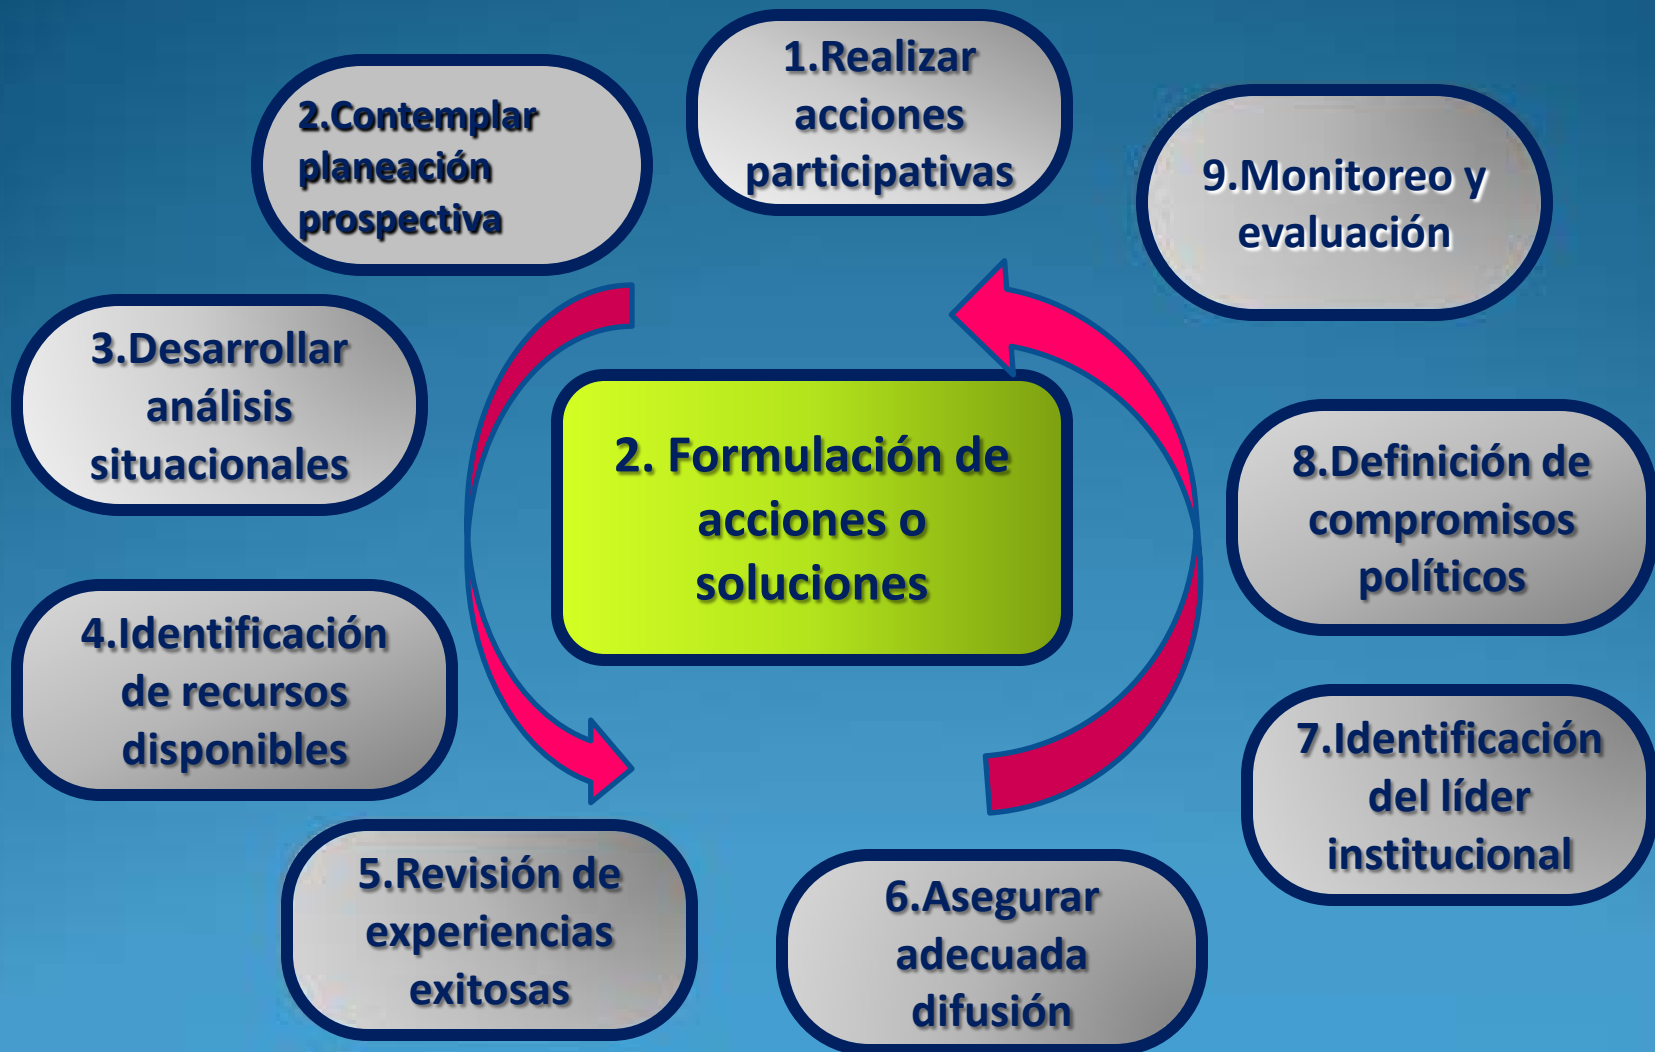 1.Realizar
acciones
participativas
2.Contemplar
planeación
prospectiva
3.Desarrollar
análisis
situacionales
4.Identificación
de recursos
disponibles
5.Revisión de
experiencias
exitosas
6.Asegurar
adecuada
difusión
7.Identificación
del líder
institucional
8.Definición de
compromisos
políticos
9.Monitoreo y
evaluación
2. Formulación de
acciones o
soluciones